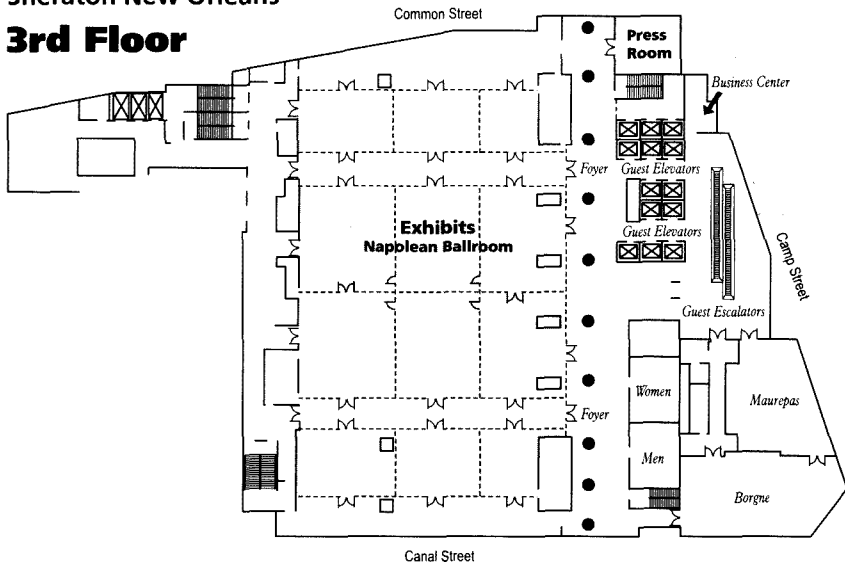 Sheraton New Orleans
3rd Floor
Common Street
Press
Room
Business Center
Foyer
Guest Elevators
Exhibits
Napolean Ballroom
Guest Elevators
Camp Street
Guest Escalators
Women
Maurepas
Foyer
Men
Borgne
Canal Street